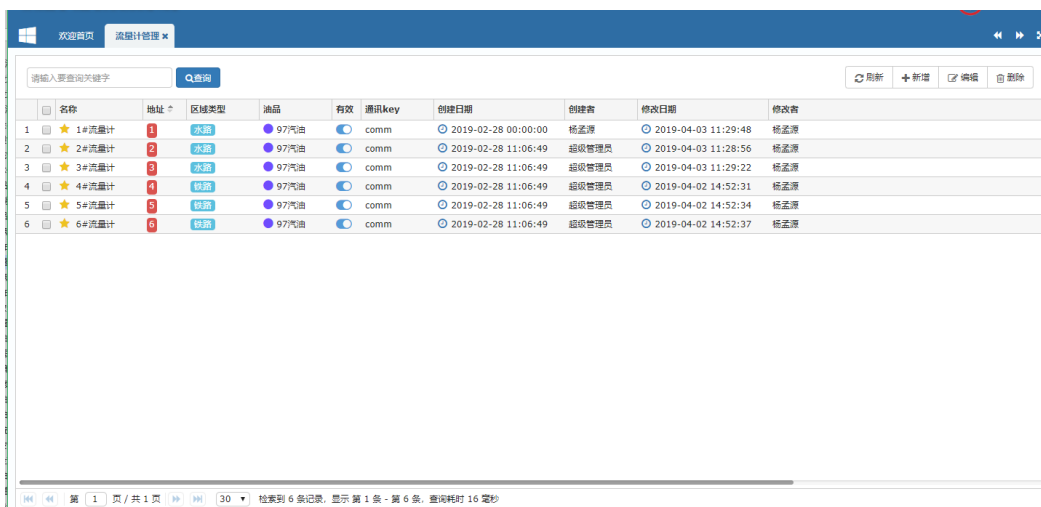 欢迎首页 流量计管理 ×
请输入要查询关键字 查询 刷新 新增 编辑 删除
名称 地址 区域类型 油品 有效 通讯key 创建日期 创建者 修改日期 修改者
1 1#流量计 1 水路 97汽油 comm 2019-02-28 00:00:00 杨孟源 2019-04-03 11:29:48 杨孟源
2 2#流量计 2 水路 97汽油 comm 2019-02-28 11:06:49 超级管理员 2019-04-03 11:28:56 杨孟源
3 3#流量计 3 水路 97汽油 comm 2019-02-28 11:06:49 超级管理员 2019-04-03 11:29:22 杨孟源
4 4#流量计 4 铁路 97汽油 comm 2019-02-28 11:06:49 超级管理员 2019-04-02 14:52:31 杨孟源
5 5#流量计 5 铁路 97汽油 comm 2019-02-28 11:06:49 超级管理员 2019-04-02 14:52:34 杨孟源
6 6#流量计 6 铁路 97汽油 comm 2019-02-28 11:06:49 超级管理员 2019-04-02 14:52:37 杨孟源
第 1 页 / 共 1 页 30 检索到 6 条记录, 显示 第 1 条 - 第 6 条, 查询耗时 16 毫秒